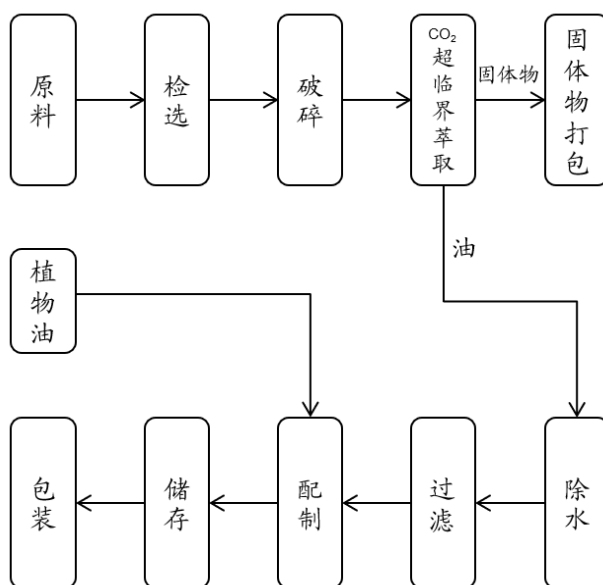 原料
检选
破碎
CO₂超临界萃取
固体物
固体物打包
植物油
油
包装
储存
配制
过滤
除水